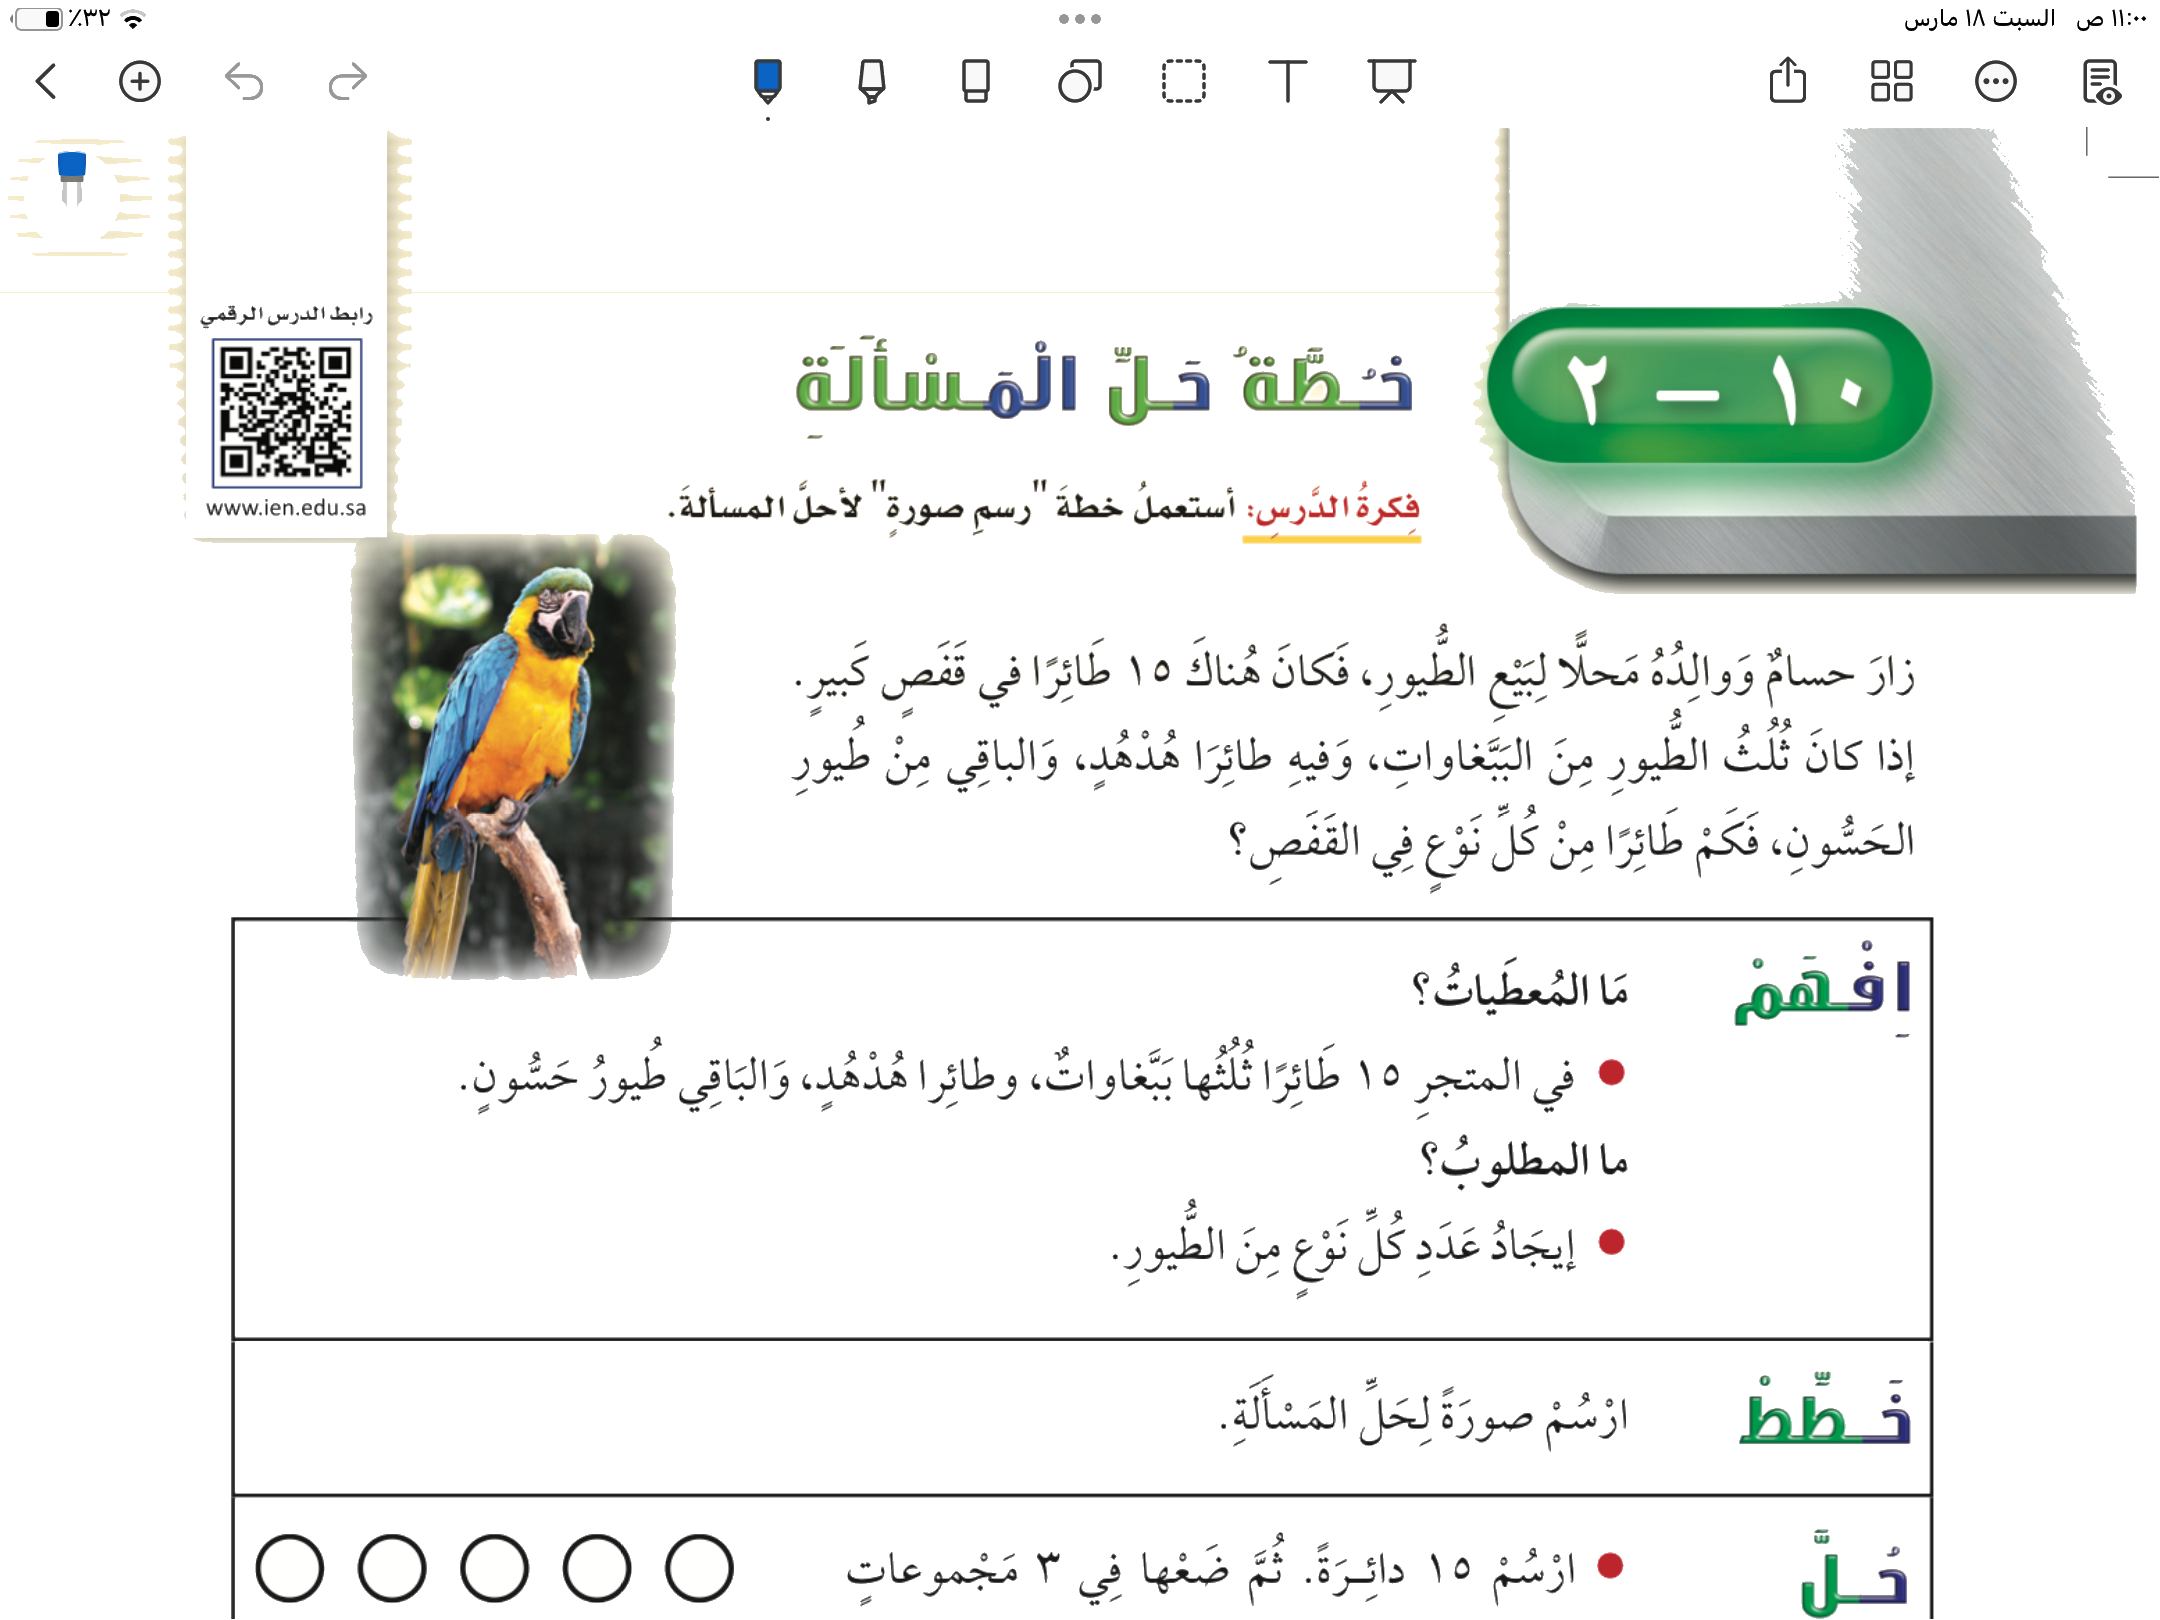 ١١:٠٠ ص السبت ١٨ مارس
٪٣٢
رابط الدرس الرقمي
www.ien.edu.sa
١٠ – ٢
خُطَّةُ حَلِّ الْمَسْأَلَةِ
فِكرةُ الدَّرسِ: أستعملُ خطةَ "رسمِ صورةٍ" لأحلَّ المسألةَ.
زارَ حسامٌ وَوالِدُهُ مَحلًّا لِبَيْعِ الطُّيورِ، فَكانَ هُناكَ ١٥ طَائِرًا في قَفَصٍ كَبيرٍ.
إذا كانَ ثُلُثُ الطُّيورِ مِنَ البَبَّغاواتِ، وَفيهِ طائِرَا هُدْهُدٍ، وَالباقِي مِنْ طُيورِ
الحَسُّونِ، فَكَمْ طَائِرًا مِنْ كُلِّ نَوْعٍ فِي القَفَصِ؟
اِفْهَمْ
مَا المُعطَياتُ؟
● في المتجرِ ١٥ طَائِرًا ثُلُثُها بَبَّغاواتٌ، وطائِرا هُدْهُدٍ، وَالبَاقِي طُيورُ حَسُّونٍ.
ما المطلوبُ؟
● إيجَادُ عَدَدِ كُلِّ نَوْعٍ مِنَ الطُّيورِ.
خَطِّطْ
ارْسُمْ صورَةً لِحَلِّ المَسْأَلَةِ.
حُلَّ
● ارْسُمْ ١٥ دائِـرَةً. ثُمَّ ضَعْها فِي ٣ مَجْموعاتٍ